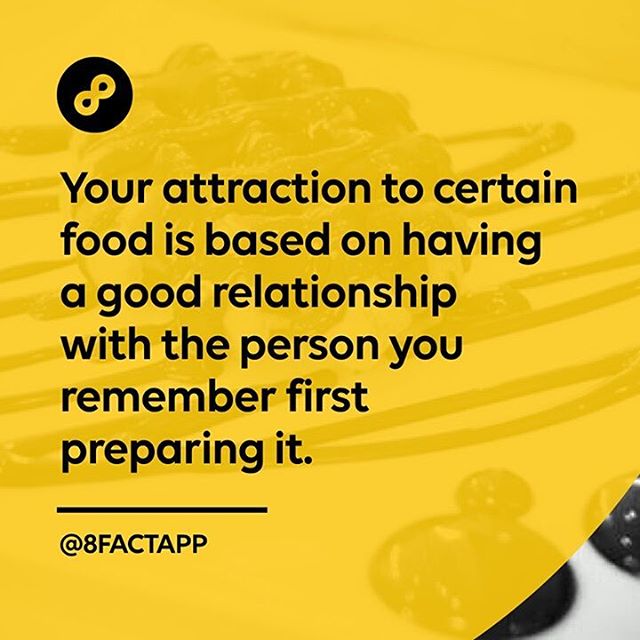 Your attraction to certain
food is based on having
a good relationship
with the person you
remember first
preparing it.
@8FACTAPP